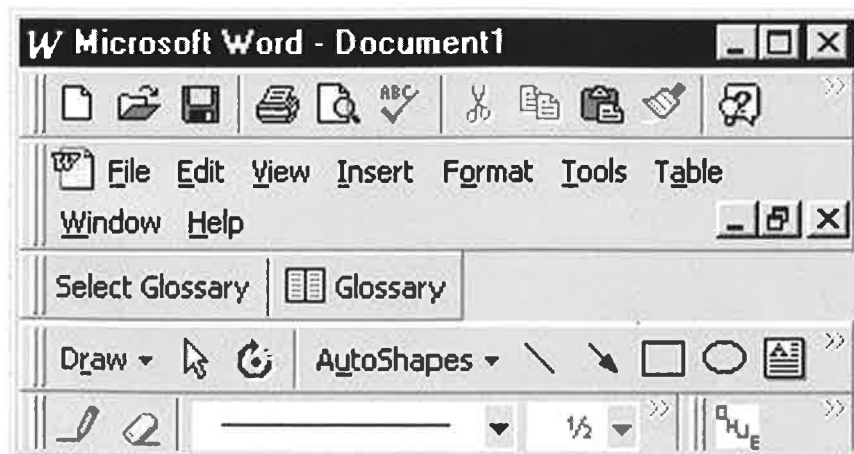 W Microsoft Word - Document1
ABC
W File Edit View Insert Format Tools Table
Window Help
Select Glossary Glossary
Draw AutoShapes
½